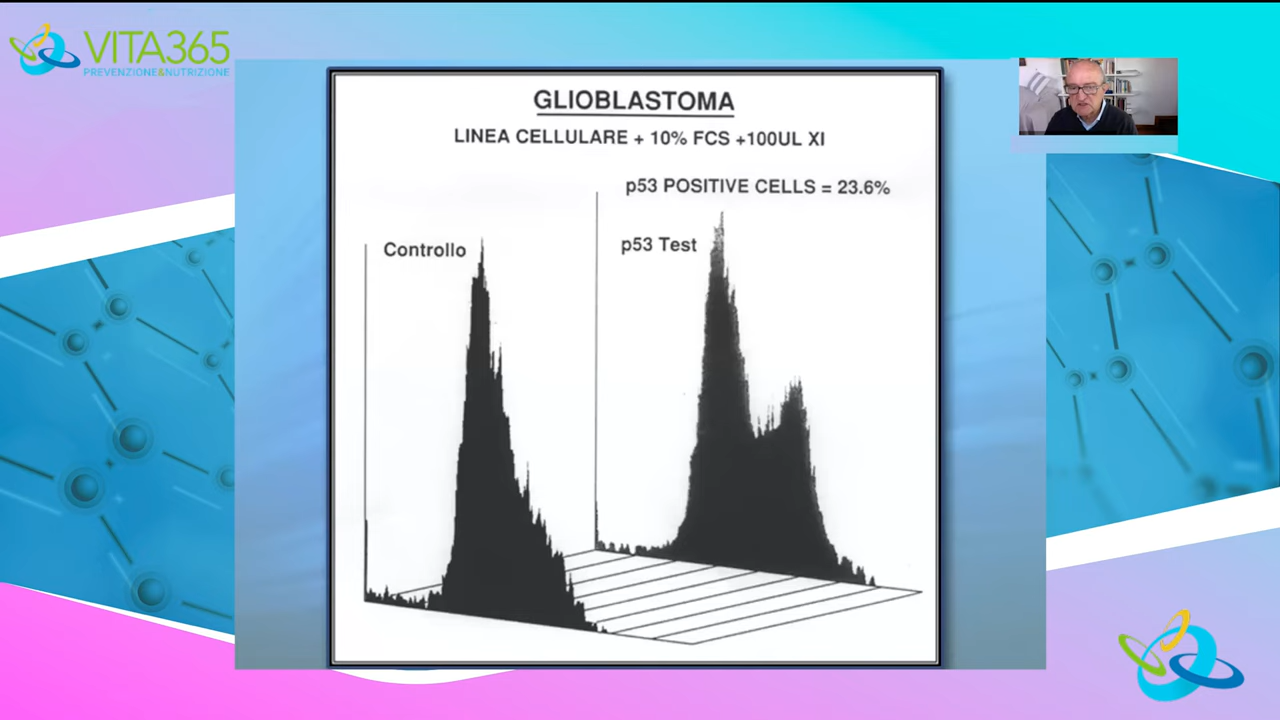 VITA365
PREVENZIONE&NUTRIZIONE
GLIOBLASTOMA
LINEA CELLULARE + 10% FCS +100UL XI
p53 POSITIVE CELLS = 23.6%
p53 Test
Controllo